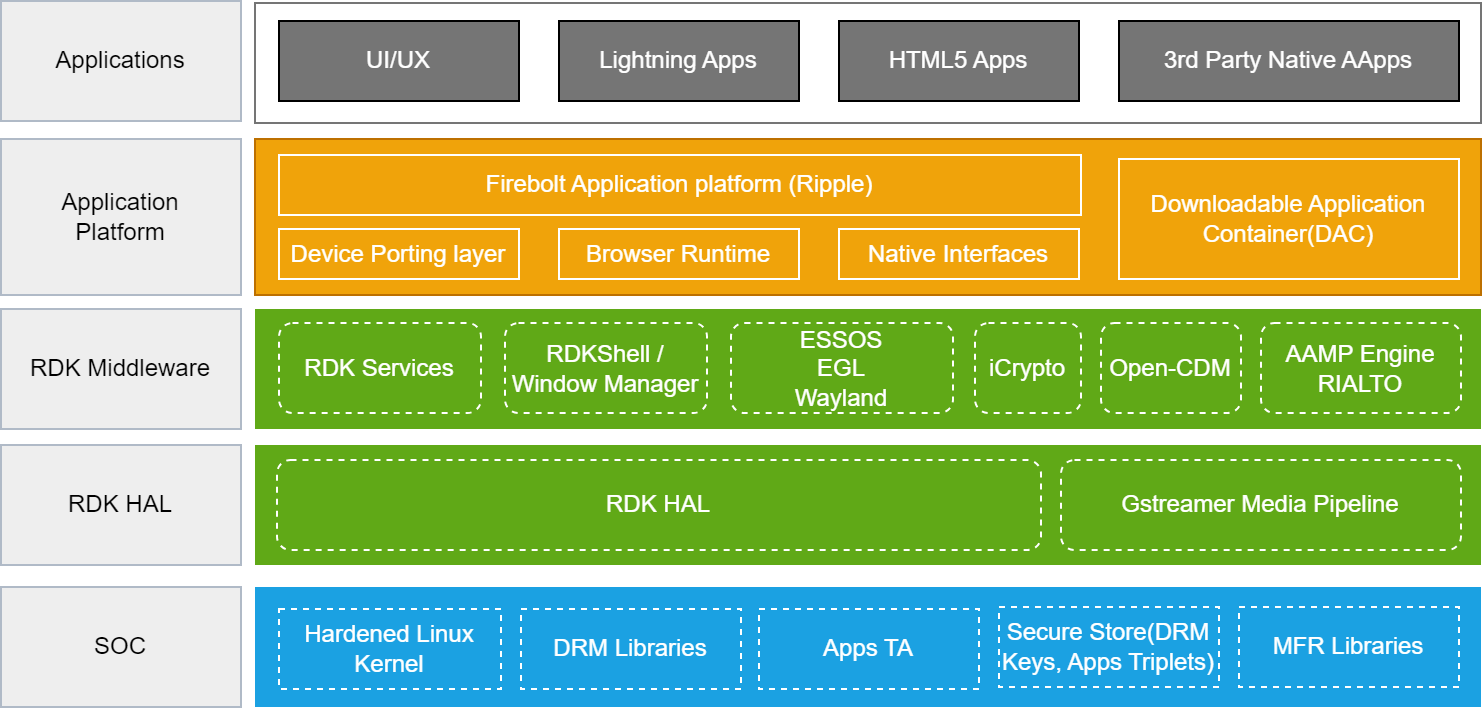 Applications
UI/UX
Lightning Apps
HTML5 Apps
3rd Party Native AApps
Application
Platform
Firebolt Application platform (Ripple)
Downloadable Application
Container(DAC)
Device Porting layer
Browser Runtime
Native Interfaces
RDK Middleware
RDK Services
RDKShell /
Window Manager
ESSOS
EGL
Wayland
iCrypto
Open-CDM
AAMP Engine
RIALTO
RDK HAL
RDK HAL
Gstreamer Media Pipeline
SOC
Hardened Linux
Kernel
DRM Libraries
Apps TA
Secure Store(DRM
Keys, Apps Triplets)
MFR Libraries